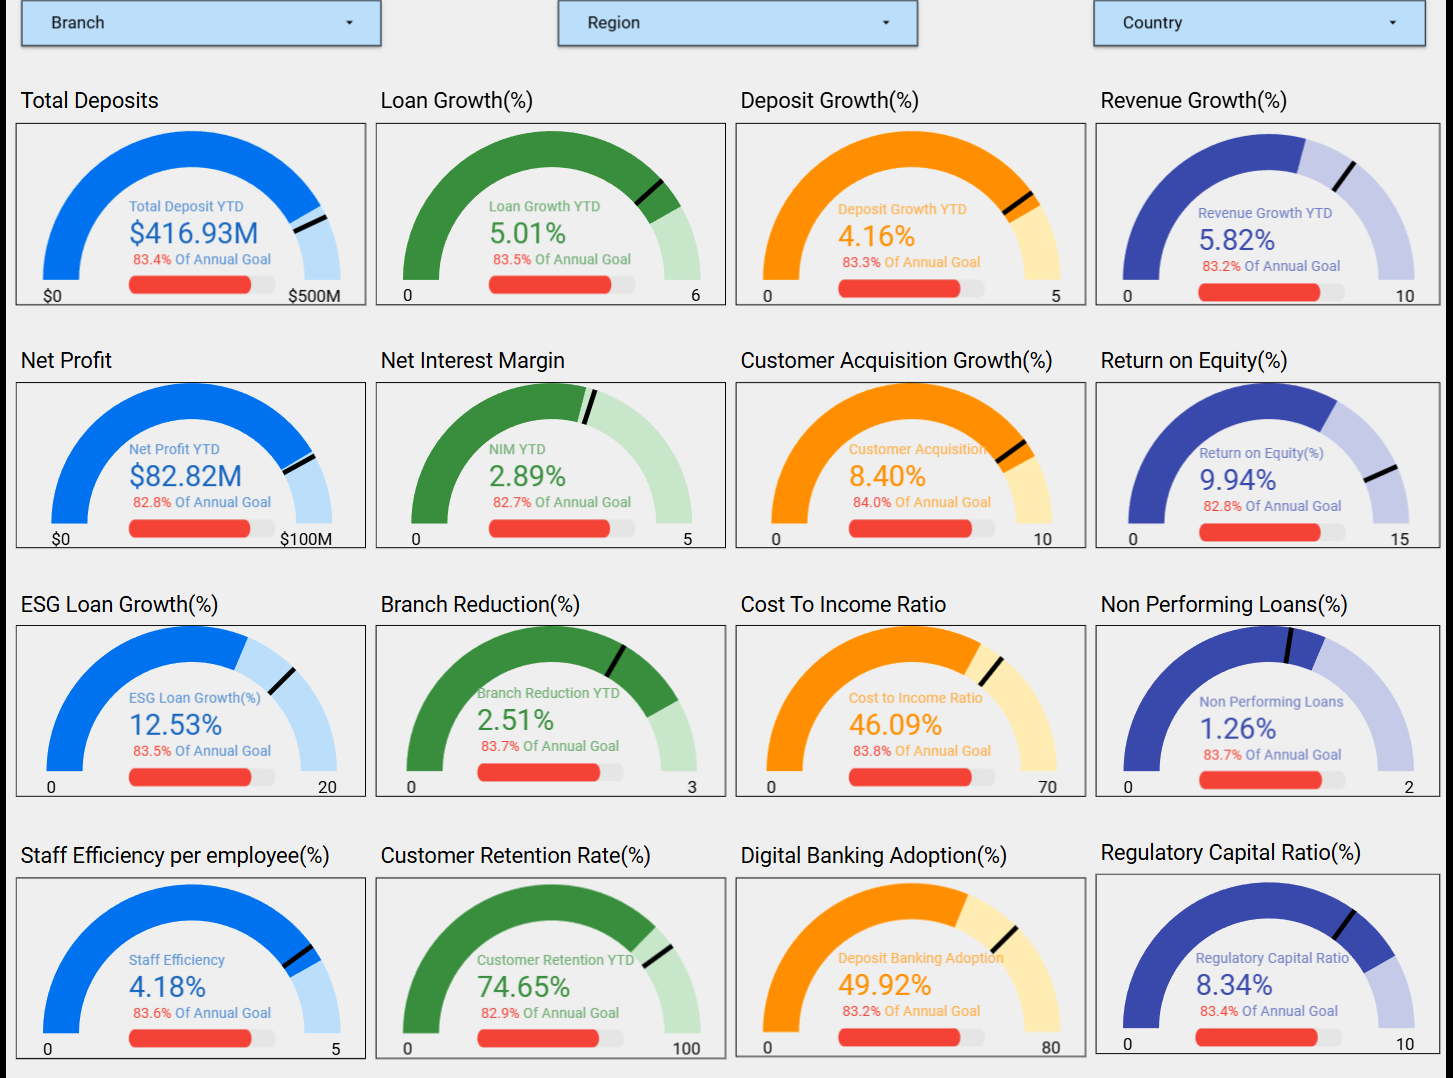 Branch
Region
Country
Total Deposits
Loan Growth(%)
Deposit Growth(%)
Revenue Growth(%)
Total Deposit YTD
$416.93M
83.4% Of Annual Goal
$0
$500M
Loan Growth YTD
5.01%
83.5% Of Annual Goal
0
6
Deposit Growth YTD
4.16%
83.3% Of Annual Goal
0
5
Revenue Growth YTD
5.82%
83.2% Of Annual Goal
0
10
Net Profit
Net Interest Margin
Customer Acquisition Growth(%)
Return on Equity(%)
Net Profit YTD
$82.82M
82.8% Of Annual Goal
$0
$100M
NIM YTD
2.89%
82.7% Of Annual Goal
0
5
Customer Acquisition
8.40%
84.0% Of Annual Goal
0
10
Return on Equity(%)
9.94%
82.8% Of Annual Goal
0
15
ESG Loan Growth(%)
Branch Reduction(%)
Cost To Income Ratio
Non Performing Loans(%)
ESG Loan Growth(%)
12.53%
83.5% Of Annual Goal
0
20
Branch Reduction YTD
2.51%
83.7% Of Annual Goal
0
3
Cost to Income Ratio
46.09%
83.8% Of Annual Goal
0
70
Non Performing Loans
1.26%
83.7% Of Annual Goal
0
2
Staff Efficiency per employee(%)
Customer Retention Rate(%)
Digital Banking Adoption(%)
Regulatory Capital Ratio(%)
Staff Efficiency
4.18%
83.6% Of Annual Goal
0
5
Customer Retention YTD
74.65%
82.9% Of Annual Goal
0
100
Deposit Banking Adoption
49.92%
83.2% Of Annual Goal
0
80
Regulatory Capital Ratio
8.34%
83.4% Of Annual Goal
0
10